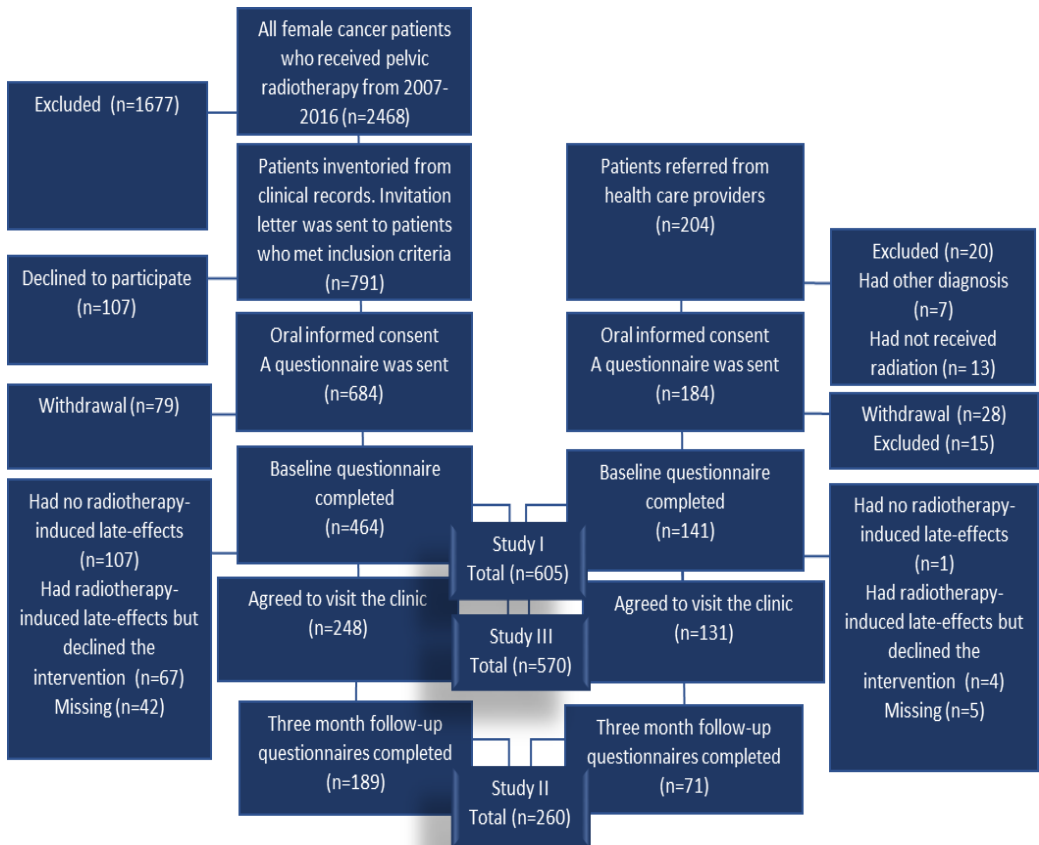 All female cancer patients
who received pelvic
radiotherapy from 2007-
2016 (n=2468)
Excluded (n=1677)
Patients inventoried from
clinical records. Invitation
letter was sent to patients
who met inclusion criteria
(n=791)
Patients referred from
health care providers
(n=204)
Declined to participate
(n=107)
Excluded (n=20)
Had other diagnosis
(n=7)
Had not received
radiation (n= 13)
Oral informed consent
A questionnaire was sent
(n=684)
Oral informed consent
A questionnaire was sent
(n=184)
Withdrawal (n=79)
Withdrawal (n=28)
Excluded (n=15)
Baseline questionnaire
completed
(n=464)
Baseline questionnaire
completed
(n=141)
Had no radiotherapy-
induced late-effects
(n=107)
Had radiotherapy-
induced late-effects but
declined the
intervention (n=67)
Missing (n=42)
Study I
Total (n=605)
Had no radiotherapy-
induced late-effects
(n=1)
Had radiotherapy-
induced late-effects but
declined the
intervention (n=4)
Missing (n=5)
Agreed to visit the clinic
(n=248)
Study III
Total (n=570)
Agreed to visit the clinic
(n=131)
Three month follow-up
questionnaires completed
(n=189)
Three month follow-up
questionnaires completed
(n=71)
Study II
Total (n=260)